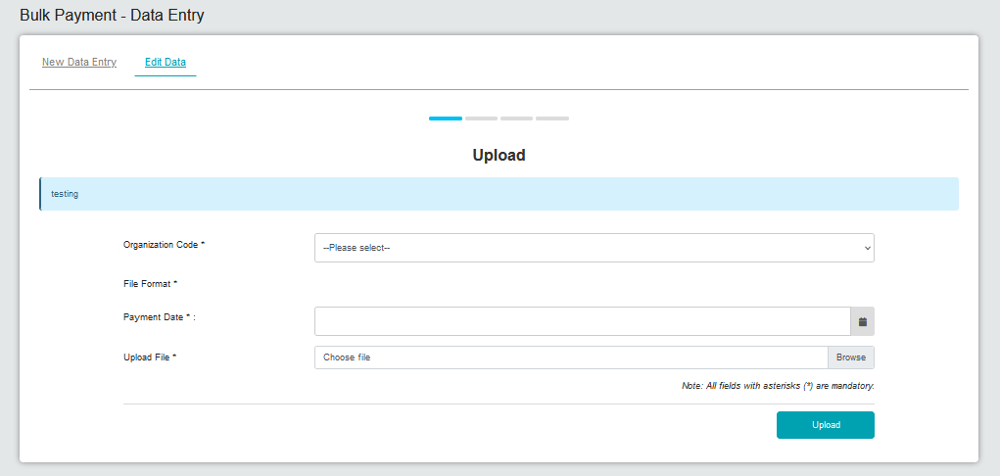 Bulk Payment - Data Entry
New Data Entry Edit Data
Upload
testing
Organization Code *
--Please select--
File Format *
Payment Date * :
Upload File *
Choose file Browse
Note: All fields with asterisks (*) are mandatory.
Upload